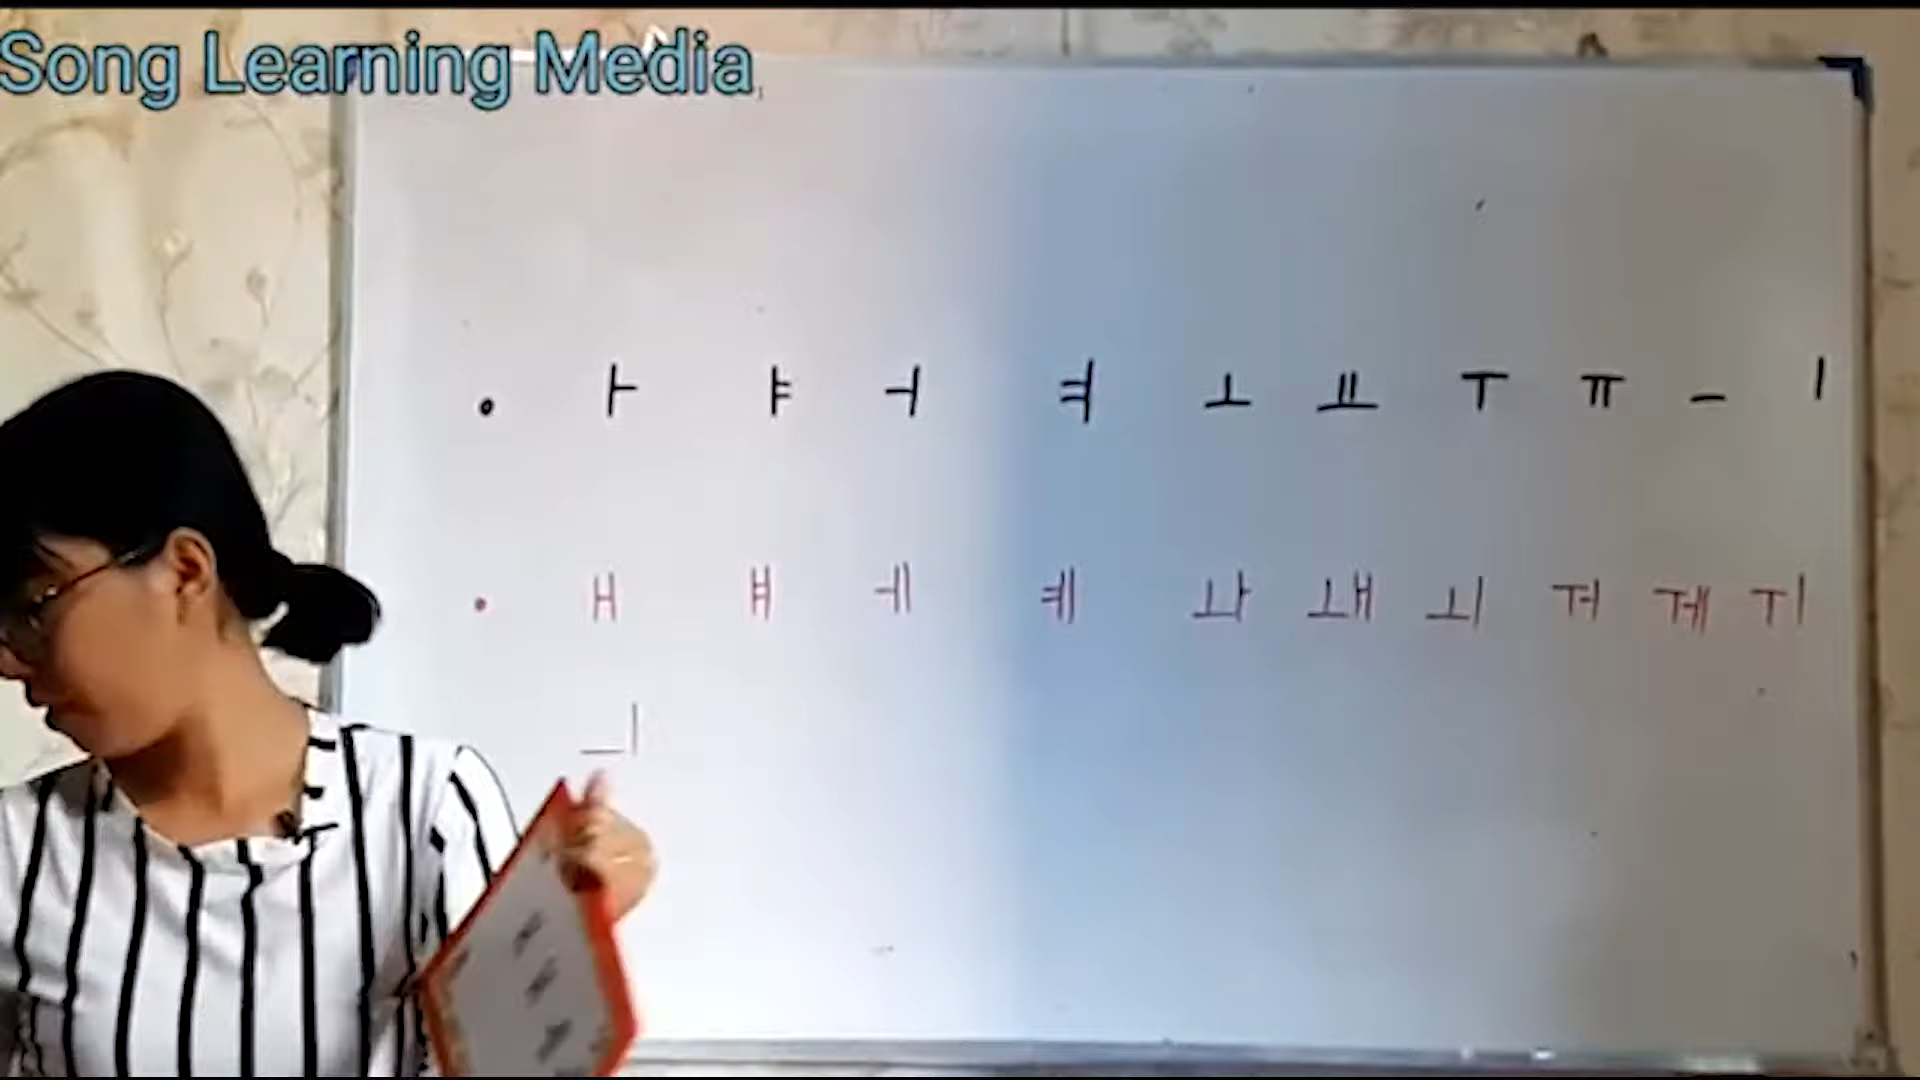 Song Learning Media
• ㅏ ㅑ ㅓ ㅕ ㅗ ㅛ ㅜ ㅠ ㅡ ㅣ
• ㅐ ㅒ ㅔ ㅖ ㅘ ㅙ ㅚ ㅝ ㅞ ㅟ
ㅢ